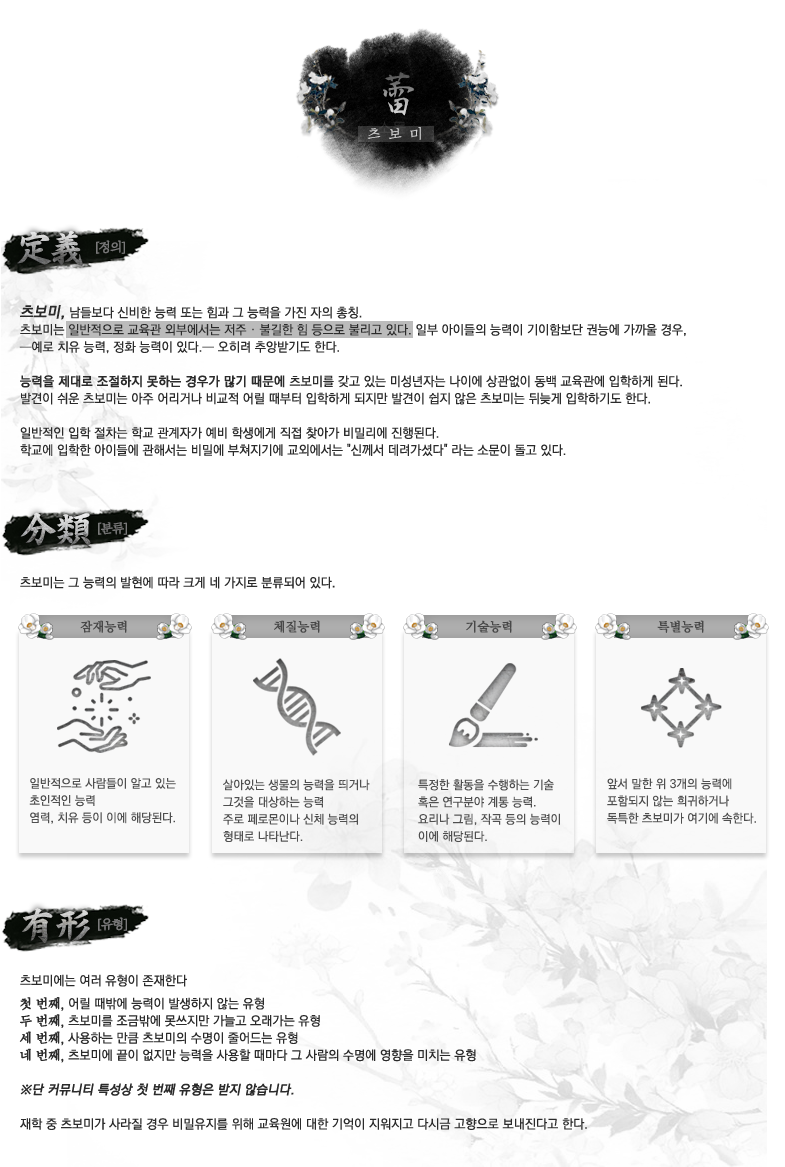 蕾
츠보미
定義 [정의]
츠보미, 남들보다 신비한 능력 또는 힘과 그 능력을 가진 자의 총칭.
츠보미는 일반적으로 교육관 외부에서는 저주 · 불길한 힘 등으로 불리고 있다. 일부 아이들의 능력이 기이함보단 권능에 가까울 경우,
—예로 치유 능력, 정화 능력이 있다.— 오히려 추앙받기도 한다.
능력을 제대로 조절하지 못하는 경우가 많기 때문에 츠보미를 갖고 있는 미성년자는 나이에 상관없이 동백 교육관에 입학하게 된다.
발견이 쉬운 츠보미는 아주 어리거나 비교적 어릴 때부터 입학하게 되지만 발견이 쉽지 않은 츠보미는 뒤늦게 입학하기도 한다.
일반적인 입학 절차는 학교 관계자가 예비 학생에게 직접 찾아가 비밀리에 진행된다.
학교에 입학한 아이들에 관해서는 비밀에 부쳐지기에 교외에서는 "신께서 데려가셨다" 라는 소문이 돌고 있다.
分類 [분류]
츠보미는 그 능력의 발현에 따라 크게 네 가지로 분류되어 있다.
잠재능력
일반적으로 사람들이 알고 있는
초인적인 능력
염력, 치유 등이 이에 해당된다.
체질능력
살아있는 생물의 능력을 띄거나
그것을 대상하는 능력
주로 페로몬이나 신체 능력의
형태로 나타난다.
기술능력
특정한 활동을 수행하는 기술
혹은 연구분야 계통 능력.
요리나 그림, 작곡 등의 능력이
이에 해당된다.
특별능력
앞서 말한 위 3개의 능력에
포함되지 않는 희귀하거나
독특한 츠보미가 여기에 속한다.
有形 [유형]
츠보미에는 여러 유형이 존재한다
첫 번째, 어릴 때밖에 능력이 발생하지 않는 유형
두 번째, 츠보미를 조금밖에 못쓰지만 가늘고 오래가는 유형
세 번째, 사용하는 만큼 츠보미의 수명이 줄어드는 유형
네 번째, 츠보미에 끝이 없지만 능력을 사용할 때마다 그 사람의 수명에 영향을 미치는 유형
※단 커뮤니티 특성상 첫 번째 유형은 받지 않습니다.
재학 중 츠보미가 사라질 경우 비밀유지를 위해 교육원에 대한 기억이 지워지고 다시금 고향으로 보내진다고 한다.